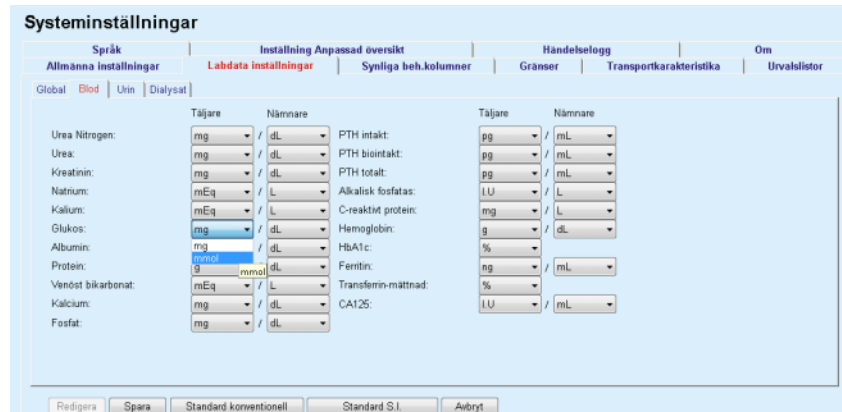 Systeminställningar
Språk Inställning Anpassad översikt Händelselogg Om
Allmänna inställningar Labdata inställningar Synliga beh.kolumner Gränser Transportkarakteristika Urvalslistor
Global Blod Urin Dialysat
Täljare Nämnare Täljare Nämnare
Urea Nitrogen: mg / dL PTH intakt: pg / mL
Urea: mg / dL PTH biointakt: pg / mL
Kreatinin: mg / dL PTH totalt: pg / mL
Natrium: mEq / L Alkalisk fosfatas: I.U / L
Kalium: mEq / L C-reaktivt protein: mg / L
Glukos: mg / dL Hemoglobin: g / dL
Albumin: mg / dL HbA1c: %
mmol
Protein: g mmol dL Ferritin: ng / mL
Venöst bikarbonat: mEq / L Transferrin-mättnad: %
Kalcium: mg / dL CA125: I.U / mL
Fosfat: mg / dL
Redigera Spara Standard konventionell Standard S.I. Avbryt